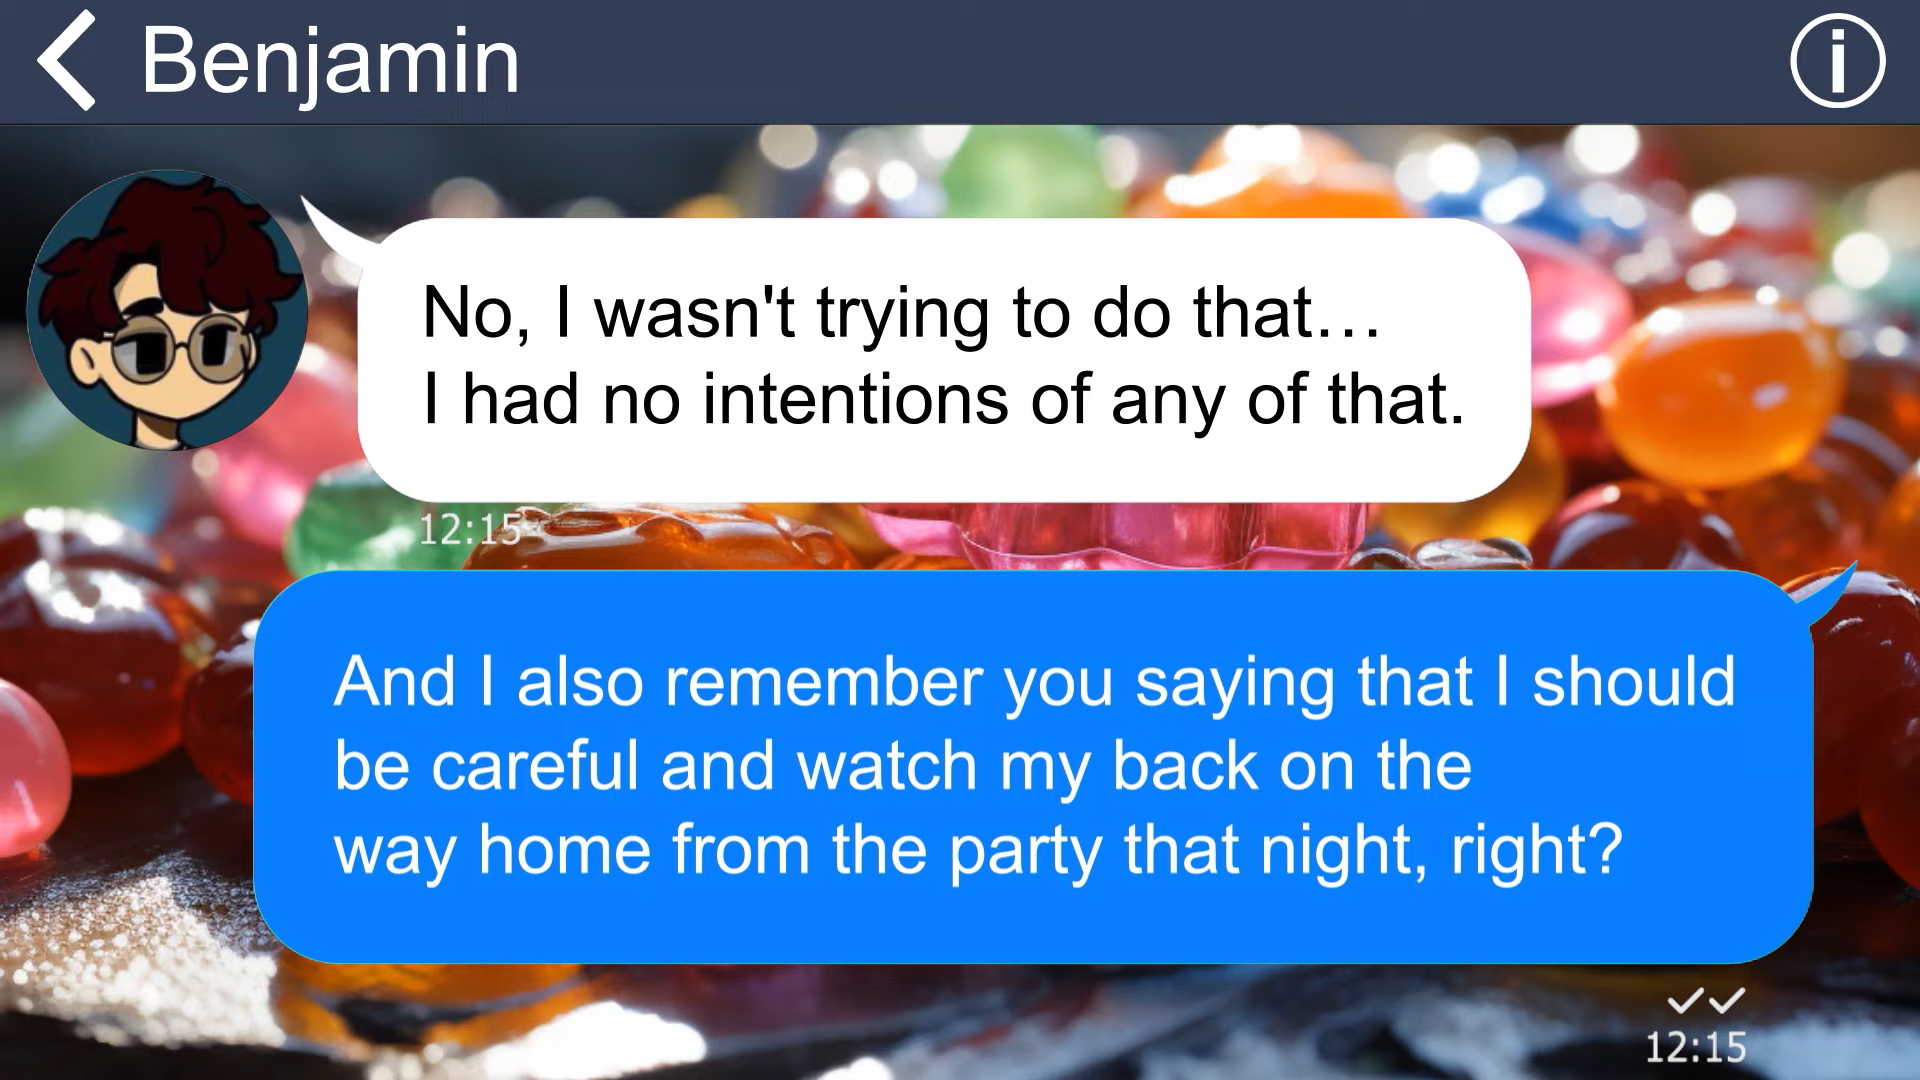 Benjamin
No, I wasn't trying to do that…
I had no intentions of any of that.
12:15
And I also remember you saying that I should
be careful and watch my back on the
way home from the party that night, right?
12:15